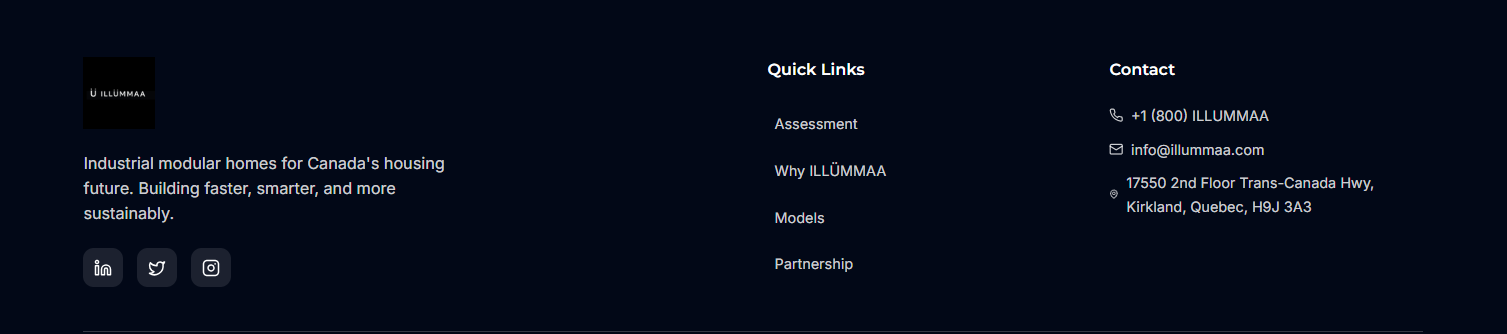 Ü ILLÜMMAA
Industrial modular homes for Canada's housing
future. Building faster, smarter, and more
sustainably.
Quick Links
Assessment
Why ILLÜMMAA
Models
Partnership
Contact
+1 (800) ILLUMMAA
info@illummaa.com
17550 2nd Floor Trans-Canada Hwy,
Kirkland, Quebec, H9J 3A3